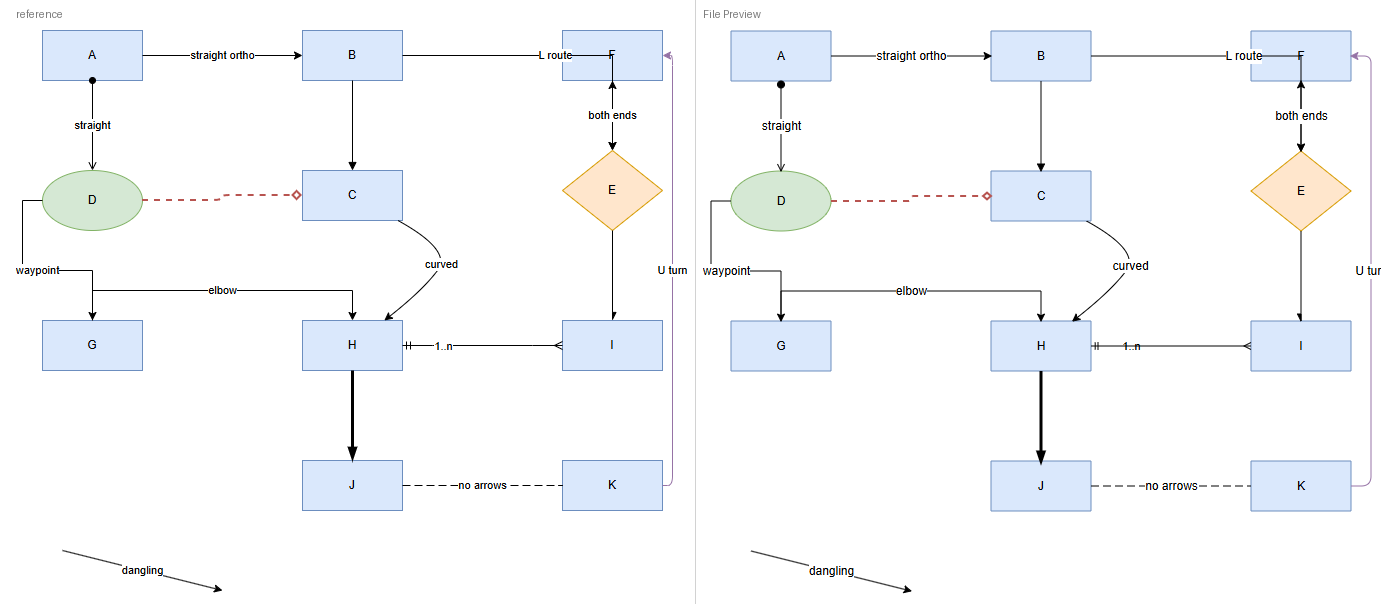 reference
A
straight ortho
B
L route
F
straight
both ends
D
C
E
waypoint
curved
U turn
elbow
G
H
1..n
I
J
no arrows
K
dangling
File Preview
A
straight ortho
B
L route
F
straight
both ends
D
C
E
waypoint
curved
U tur
elbow
G
H
1..n
I
J
no arrows
K
dangling